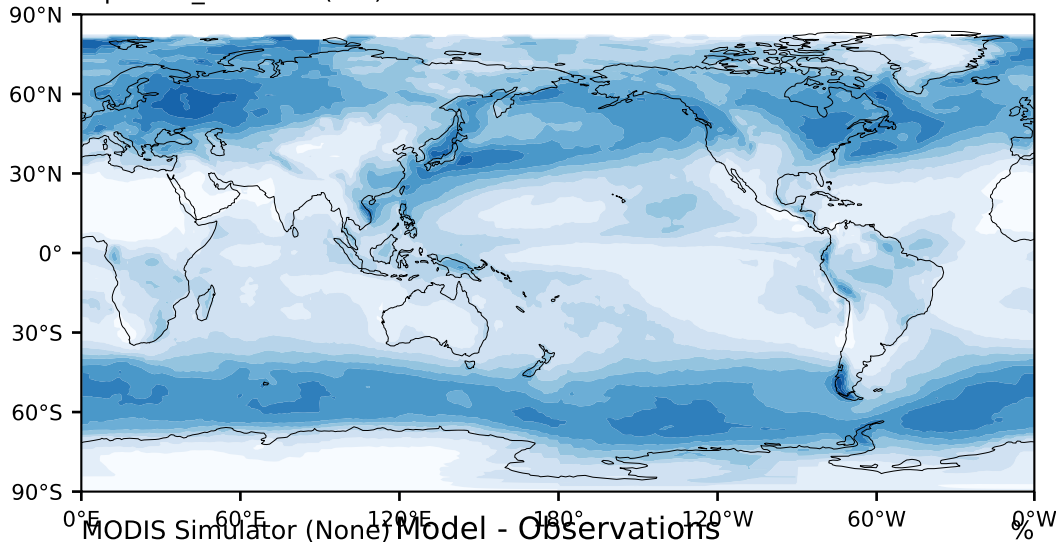 90°N
60°N
30°N
0°
30°S
60°S
90°S
0°E 60°E 120°E 180° 120°W 60°W 0°W
MODIS Simulator (None) Model - Observations %